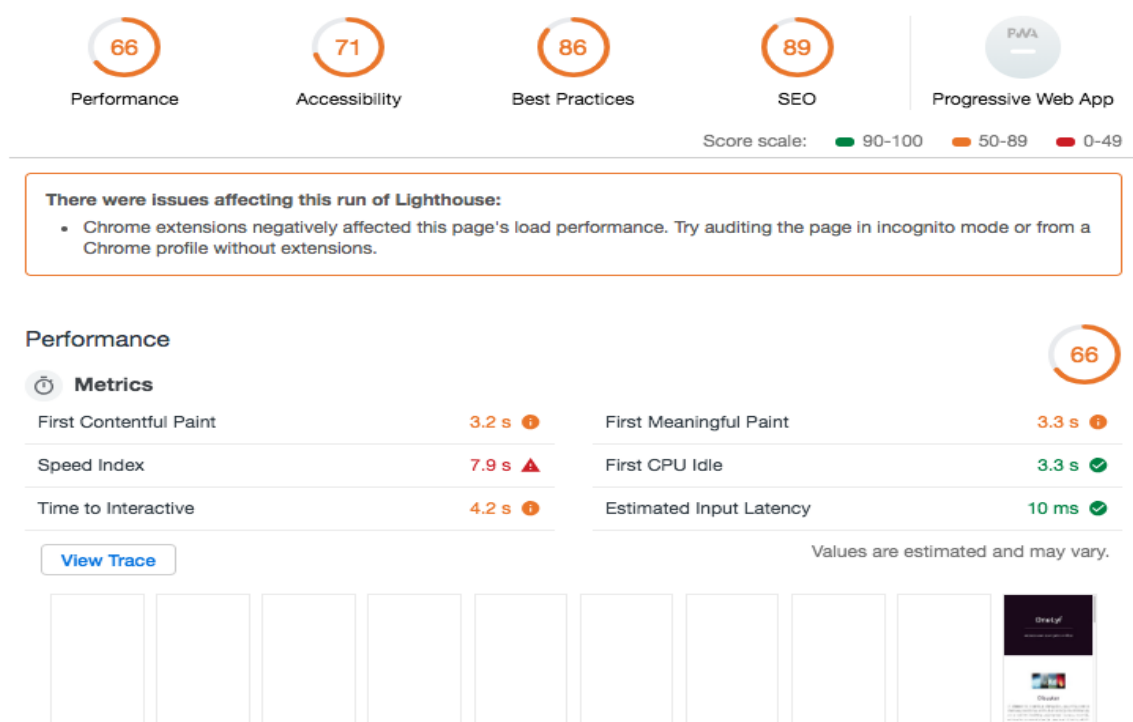 66 71 86 89 PWA
Performance Accessibility Best Practices SEO Progressive Web App
Score scale: 90-100 50-89 0-49
There were issues affecting this run of Lighthouse:
• Chrome extensions negatively affected this page's load performance. Try auditing the page in incognito mode or from a
Chrome profile without extensions.
Performance 66
Metrics
First Contentful Paint 3.2 s First Meaningful Paint 3.3 s
Speed Index 7.9 s First CPU Idle 3.3 s
Time to Interactive 4.2 s Estimated Input Latency 10 ms
View Trace Values are estimated and may vary.